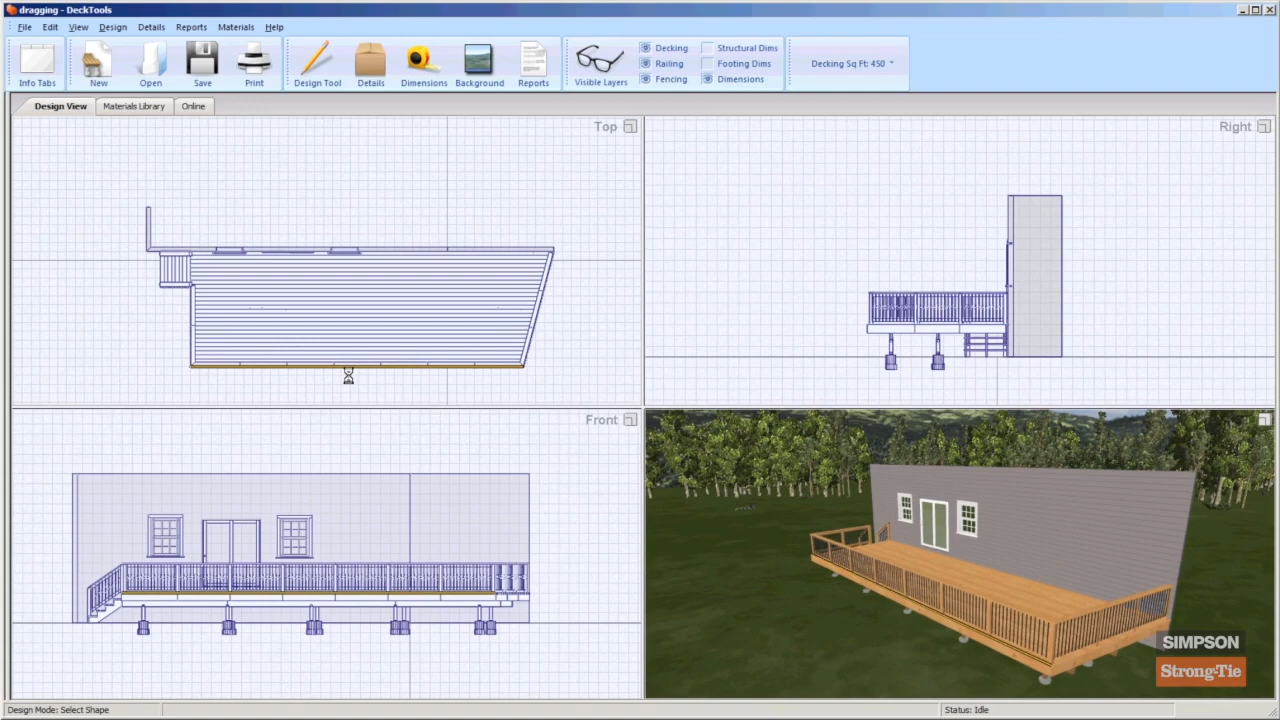 dragging - DeckTools
File Edit View Design Details Reports Materials Help
Info Tabs New Open Save Print Design Tool Details Dimensions Background Reports Visible Layers
Decking Structural Dims
Railing Footing Dims
Fencing Dimensions
Decking Sq Ft: 450
Design View Materials Library Online
Top Right
Front
SIMPSON
Strong-Tie
Design Mode: Select Shape Status: Idle